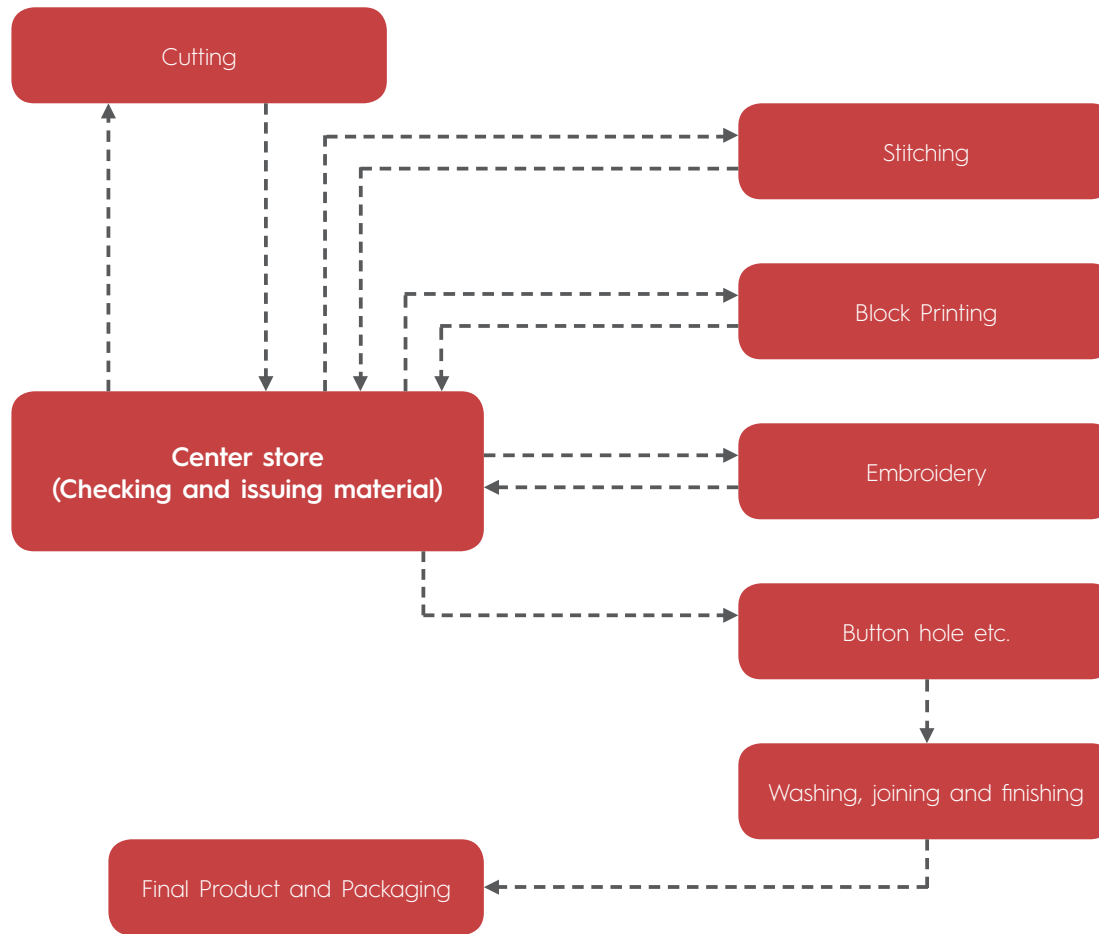 Cutting
Stitching
Block Printing
Center store
(Checking and issuing material)
Embroidery
Button hole etc.
Washing, joining and finishing
Final Product and Packaging